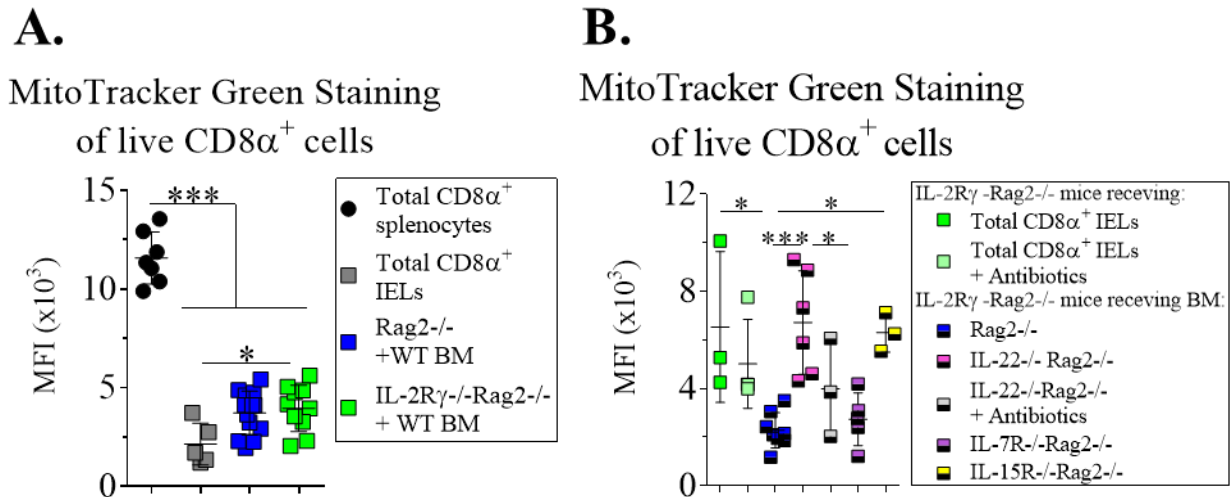 A.
MitoTracker Green Staining
of live CD8α⁺ cells
***
*
15
10
5
0
MFI (x10³)
Total CD8α⁺
splenocytes
Total CD8α⁺
IELs
Rag2-/-
+WT BM
IL-2Rγ-/-Rag2-/-
+ WT BM
B.
MitoTracker Green Staining
of live CD8α⁺ cells
*
*
***
*
12
8
4
0
MFI (x10³)
IL-2Rγ -Rag2-/- mice receving:
Total CD8α⁺ IELs
Total CD8α⁺ IELs
+ Antibiotics
IL-2Rγ -Rag2-/- mice receving BM:
Rag2-/-
IL-22-/- Rag2-/-
IL-22-/-Rag2-/-
+ Antibiotics
IL-7R-/-Rag2-/-
IL-15R-/-Rag2-/-